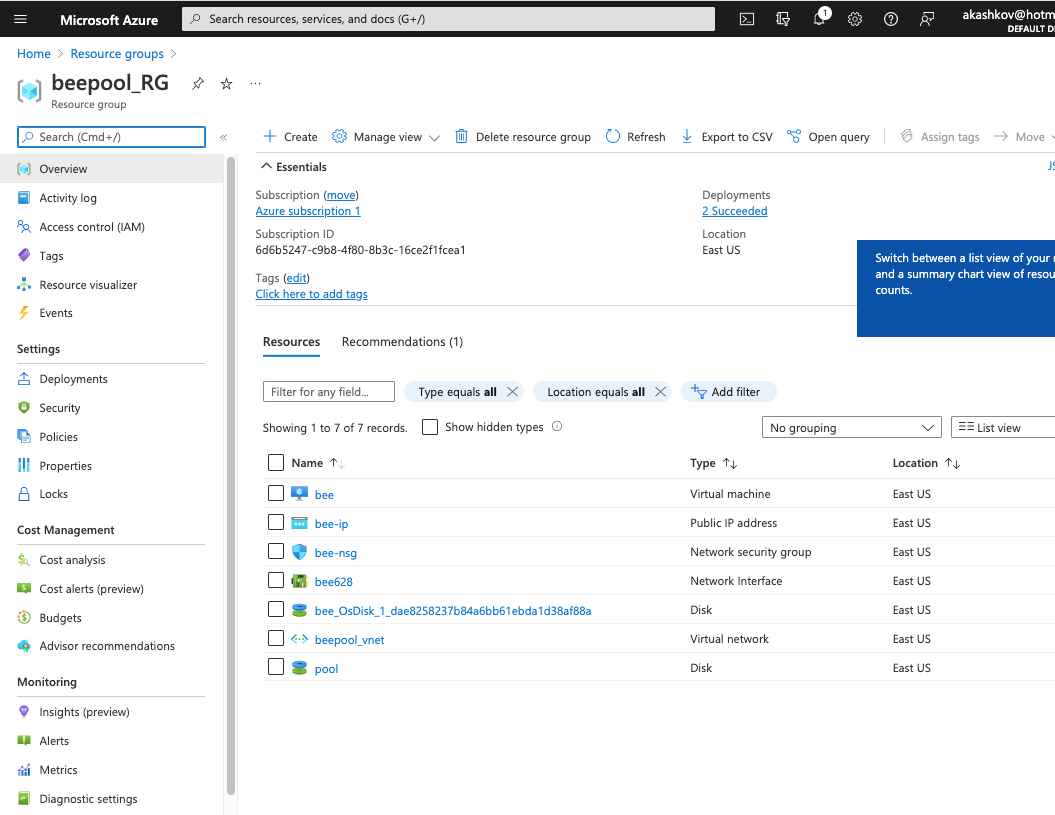 Microsoft Azure
Search resources, services, and docs (G+/)
1
akashkov@hotm
DEFAULT DI
Home > Resource groups >
beepool_RG
Resource group
Search (Cmd+/)
«
Overview
Activity log
Access control (IAM)
Tags
Resource visualizer
Events
Settings
Deployments
Security
Policies
Properties
Locks
Cost Management
Cost analysis
Cost alerts (preview)
Budgets
Advisor recommendations
Monitoring
Insights (preview)
Alerts
Metrics
Diagnostic settings
Create Manage view Delete resource group Refresh Export to CSV Open query Assign tags Move
Essentials
JS
Subscription (move)
Azure subscription 1
Subscription ID
6d6b5247-c9b8-4f80-8b3c-16ce2f1fcea1
Tags (edit)
Click here to add tags
Deployments
2 Succeeded
Location
East US
Switch between a list view of your r
and a summary chart view of resou
counts.
Resources Recommendations (1)
Filter for any field... Type equals all Location equals all Add filter
Showing 1 to 7 of 7 records. Show hidden types No grouping List view
Name Type Location
bee Virtual machine East US
bee-ip Public IP address East US
bee-nsg Network security group East US
bee628 Network Interface East US
bee_OsDisk_1_dae8258237b84a6bb61ebda1d38af88a Disk East US
beepool_vnet Virtual network East US
pool Disk East US